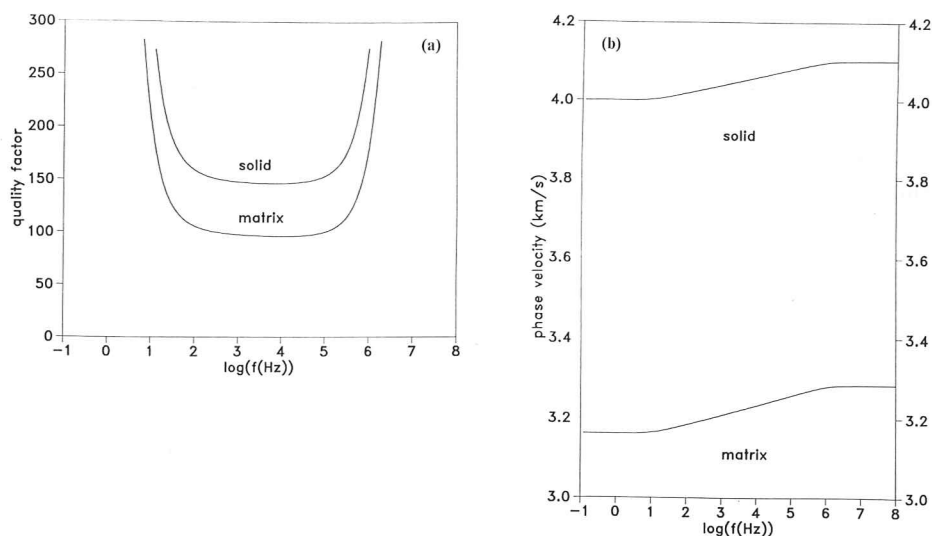 300
250
200
150
100
50
0
quality factor
(a)
solid
matrix
−1 0 1 2 3 4 5 6 7 8
log(f(Hz))
4.2
4.0
3.8
3.6
3.4
3.2
3.0
phase velocity (km/s)
(b)
solid
matrix
4.2
4.0
3.8
3.6
3.4
3.2
3.0
−1 0 1 2 3 4 5 6 7 8
log(f(Hz))